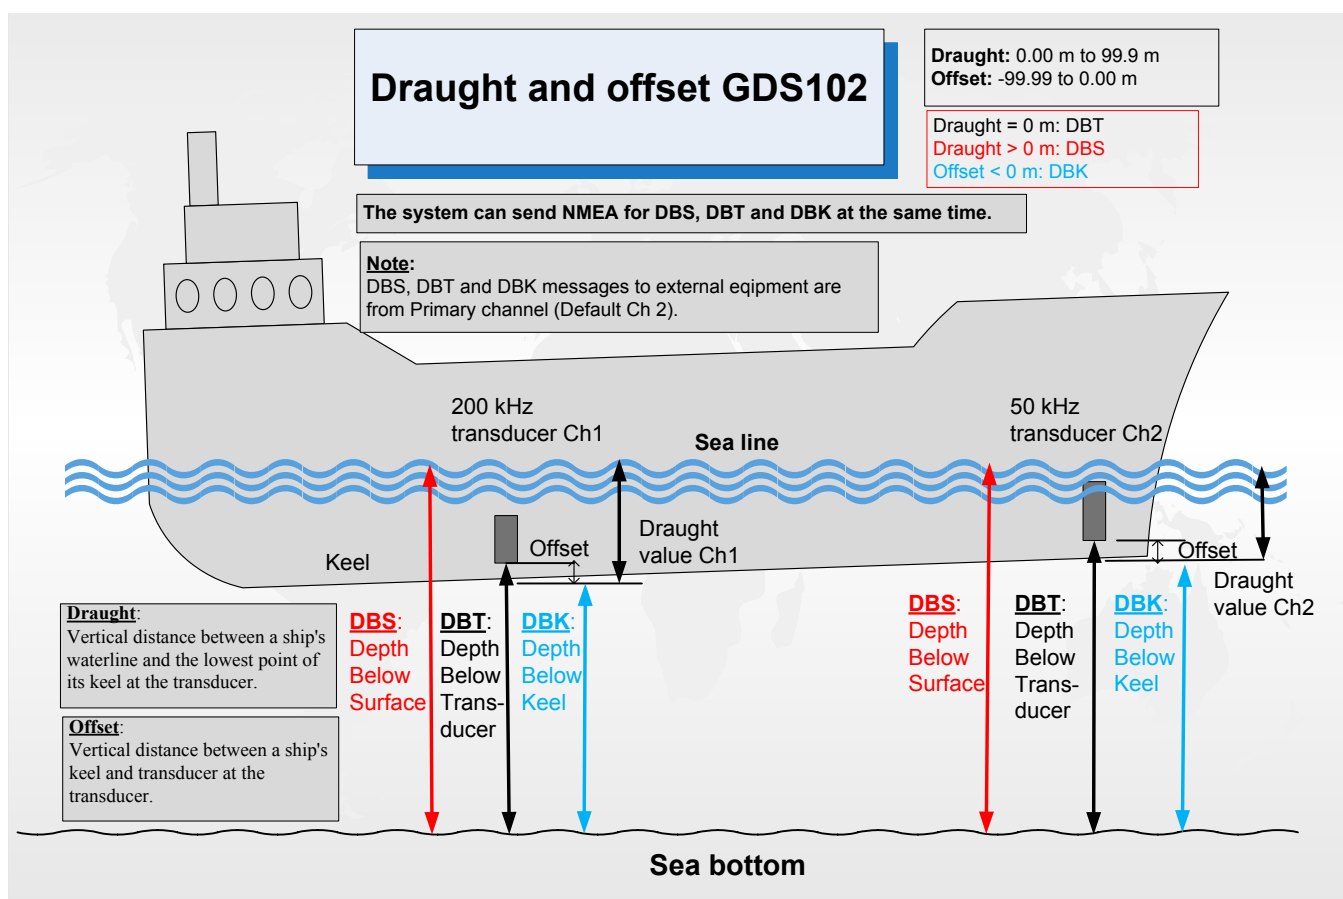 Draught and offset GDS102
Draught: 0.00 m to 99.9 m
Offset: -99.99 to 0.00 m
Draught = 0 m: DBT
Draught > 0 m: DBS
Offset < 0 m: DBK
The system can send NMEA for DBS, DBT and DBK at the same time.
Note:
DBS, DBT and DBK messages to external eqipment are
from Primary channel (Default Ch 2).
200 kHz
transducer Ch1
Sea line
50 kHz
transducer Ch2
Keel
Offset
Draught
value Ch1
Offset
Draught
value Ch2
Draught:
Vertical distance between a ship's
waterline and the lowest point of
its keel at the transducer.
Offset:
Vertical distance between a ship's
keel and transducer at the
transducer.
DBS:
Depth
Below
Surface
DBT:
Depth
Below
Trans-
ducer
DBK:
Depth
Below
Keel
DBS:
Depth
Below
Surface
DBT:
Depth
Below
Trans-
ducer
DBK:
Depth
Below
Keel
Sea bottom